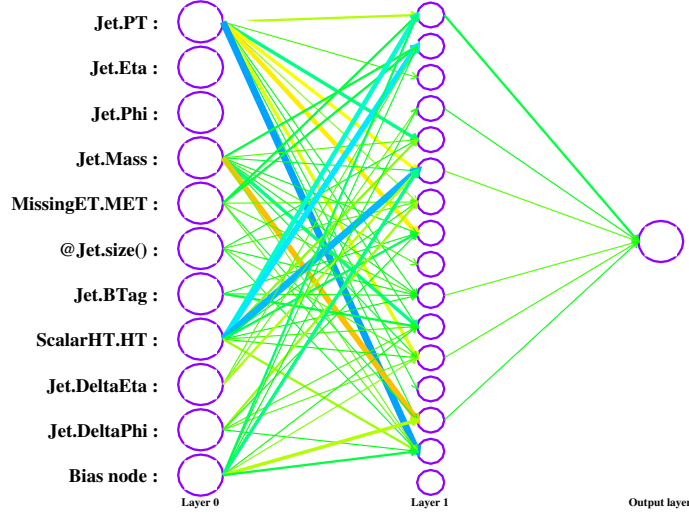 Jet.PT :
Jet.Eta :
Jet.Phi :
Jet.Mass :
MissingET.MET :
@Jet.size() :
Jet.BTag :
ScalarHT.HT :
Jet.DeltaEta :
Jet.DeltaPhi :
Bias node :
Layer 0 Layer 1 Output layer